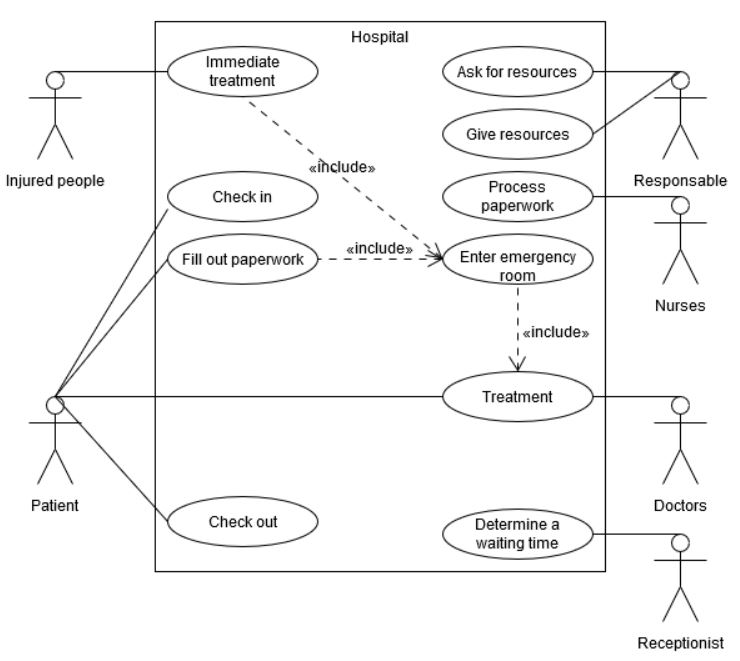 Hospital
Immediate
treatment
Ask for resources
Injured people
Give resources
Responsable
«include»
Check in
Process
paperwork
Fill out paperwork
«include»
Enter emergency
room
Nurses
«include»
Treatment
Patient
Doctors
Check out
Determine a
waiting time
Receptionist